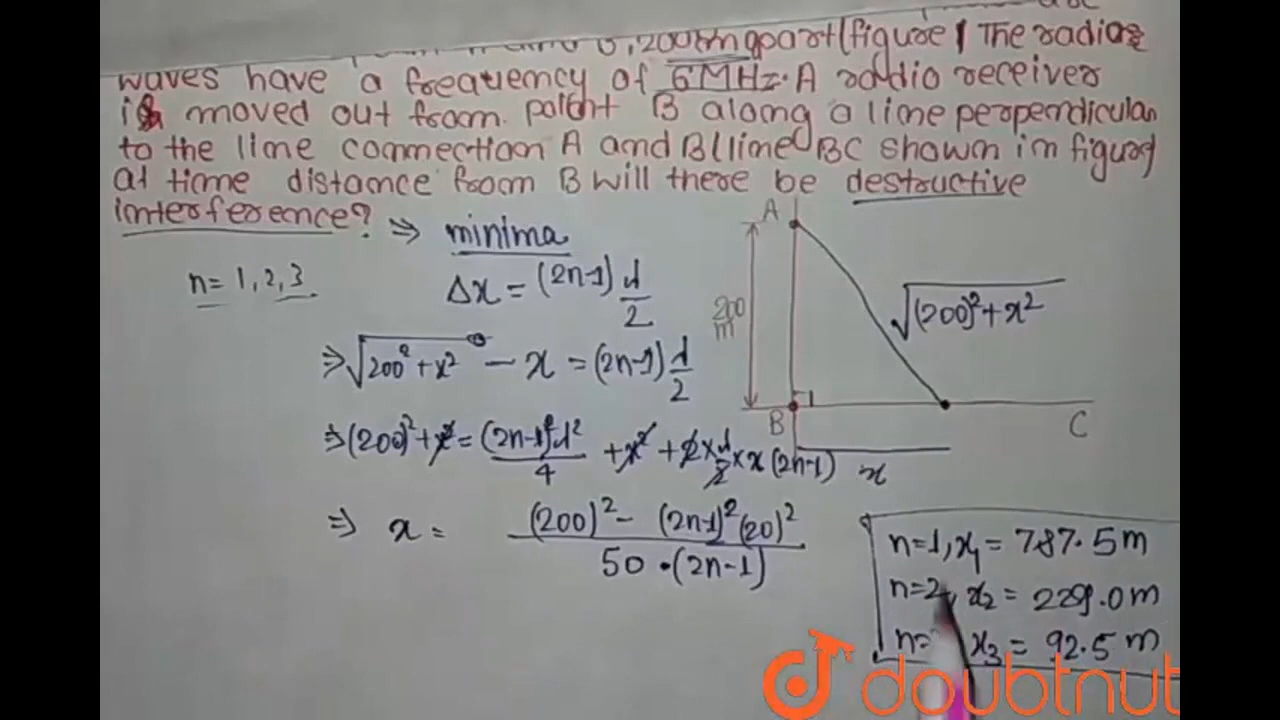 0,200m apart(figure1 The radio
waves have a frequency of 6MHz. A radio receiver
is moved out from point B along a line perpendicular
to the line connection A and B(line BC shown in figure)
at time distance from B will there be destructive
interference? ⇒ minima
n= 1,2,3
Δx = (2n-1) λ/2
A
200 m
√(200)²+x²
⇒ √200²+x² - x = (2n-1) λ/2
B
C
⇒ (200)²+x² = (2n-1)²λ²/4 + x² + 2×λ/2×x(2n-1)
x
⇒ x = (200)² - (2n-1)²(20)² / 50 • (2n-1)
n=1, x₁ = 787.5 m
n=2, x₂ = 229.0 m
n= x₃ = 92.5 m
doubtnut